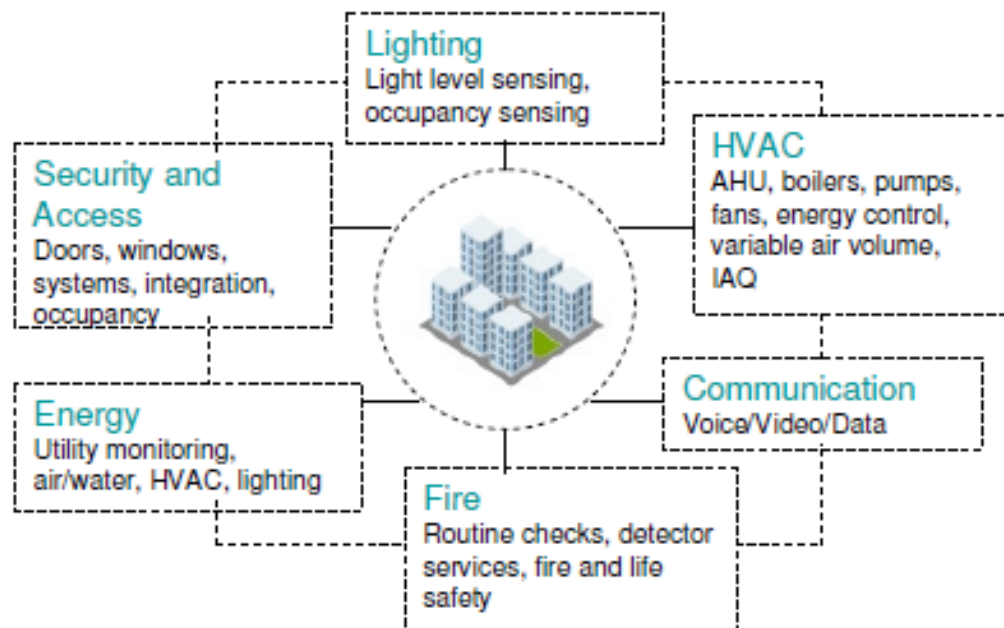 Lighting
Light level sensing,
occupancy sensing
Security and
Access
Doors, windows,
systems, integration,
occupancy
HVAC
AHU, boilers, pumps,
fans, energy control,
variable air volume,
IAQ
Energy
Utility monitoring,
air/water, HVAC, lighting
Communication
Voice/Video/Data
Fire
Routine checks, detector
services, fire and life
safety